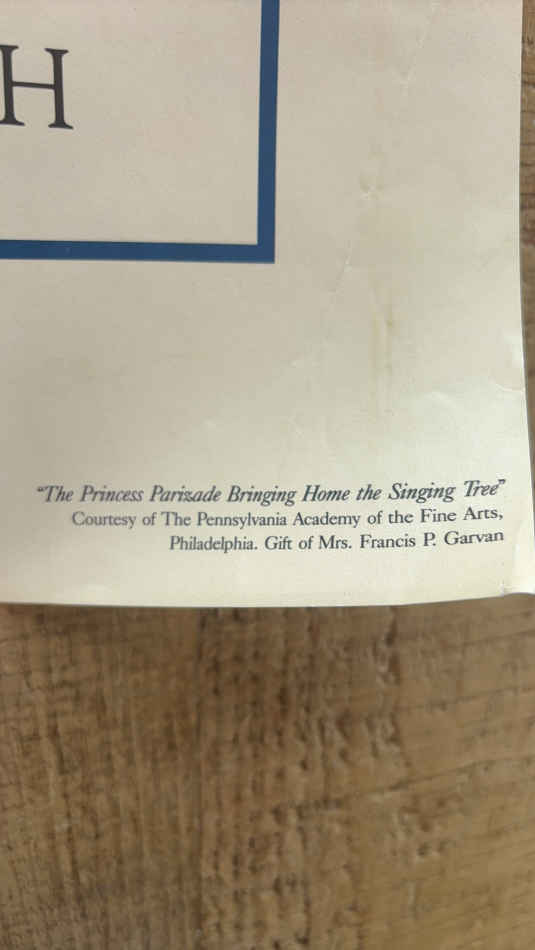 H
“The Princess Parizade Bringing Home the Singing Tree”
Courtesy of The Pennsylvania Academy of the Fine Arts,
Philadelphia. Gift of Mrs. Francis P. Garvan